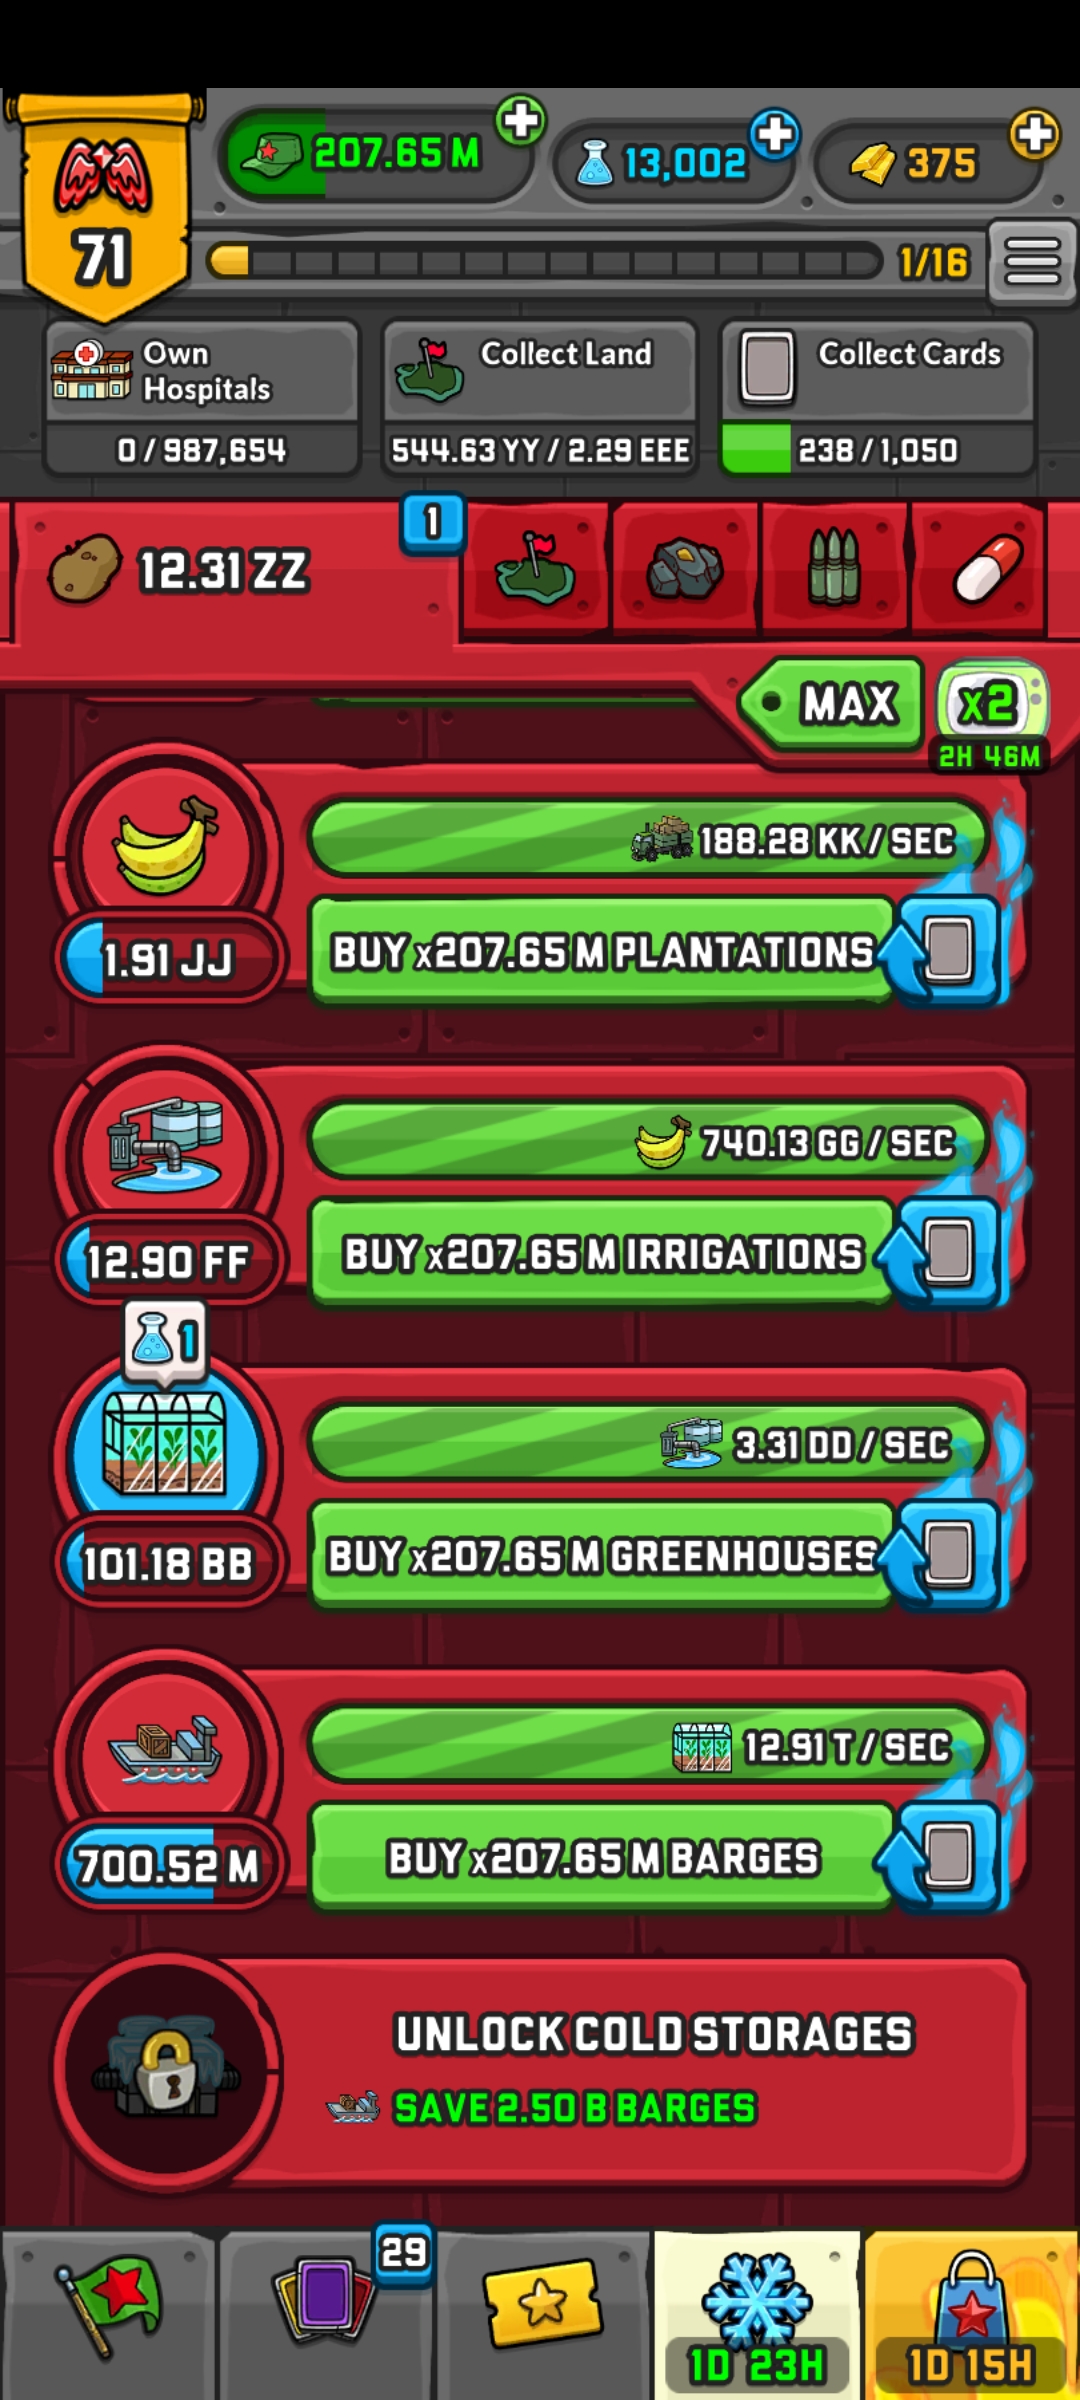 207.65 M
13,002
375
71
1/16
Own
Hospitals
0 / 987,654
Collect Land
544.63 YY / 2.29 EEE
Collect Cards
238 / 1,050
12.31 ZZ
1
MAX
x2
2H 46M
188.28 KK / SEC
1.91 JJ
BUY x207.65 M PLANTATIONS
740.13 GG / SEC
12.90 FF
BUY x207.65 M IRRIGATIONS
1
3.31 DD / SEC
101.18 BB
BUY x207.65 M GREENHOUSES
12.91 T / SEC
700.52 M
BUY x207.65 M BARGES
UNLOCK COLD STORAGES
SAVE 2.50 B BARGES
29
1D 23H
1D 15H